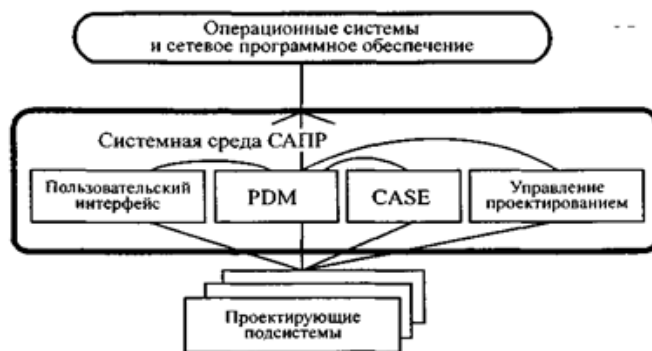 Операционные системы
и сетевое программное обеспечение
Системная среда САПР
Пользовательский
интерфейс
PDM
CASE
Управление
проектированием
Проектирующие
подсистемы